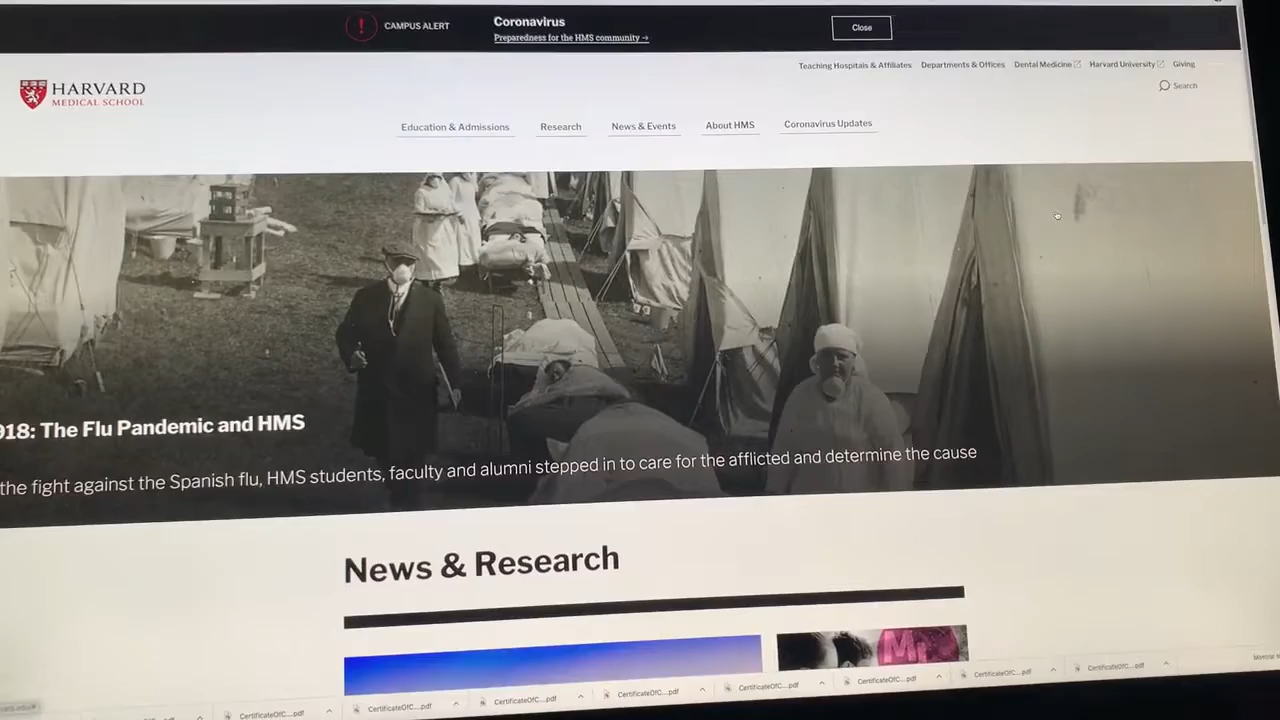 CAMPUS ALERT
Coronavirus
Preparedness for the HMS community →
Close
Teaching Hospitals & Affiliates Departments & Offices Dental Medicine Harvard University Giving
Search
HARVARD
MEDICAL SCHOOL
Education & Admissions Research News & Events About HMS Coronavirus Updates
918: The Flu Pandemic and HMS
the fight against the Spanish flu, HMS students, faculty and alumni stepped in to care for the afflicted and determine the cause
News & Research
CertificateOfC....pdf CertificateOfC....pdf CertificateOfC....pdf CertificateOfC....pdf CertificateOfC....pdf CertificateOfC....pdf CertificateOfC....pdf CertificateOfC....pdf